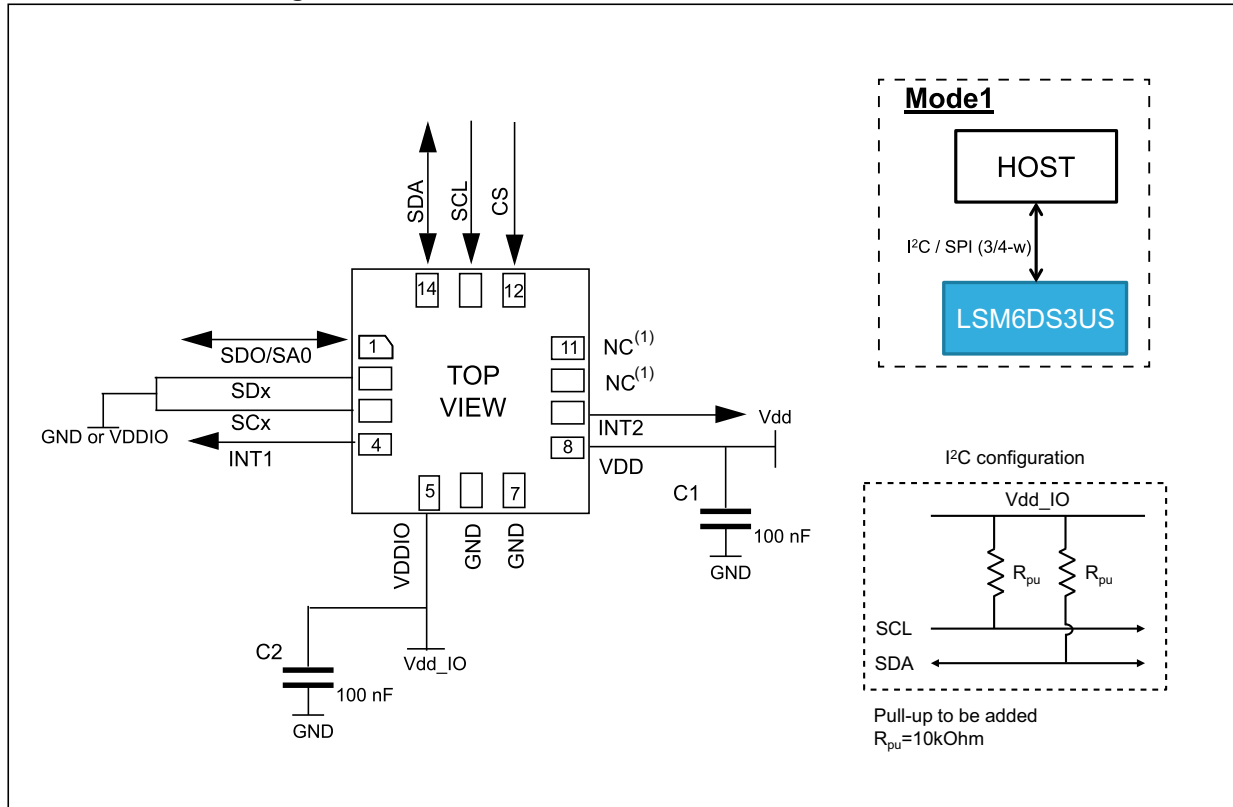 Mode1
HOST
I²C / SPI (3/4-w)
LSM6DS3US
SDA
SCL
CS
14
12
1
SDO/SA0
SDx
SCx
GND or VDDIO
4
INT1
TOP
VIEW
11
NC(1)
NC(1)
INT2
Vdd
8
VDD
5
7
VDDIO
GND
GND
C1
100 nF
GND
C2
100 nF
GND
Vdd_IO
I²C configuration
Vdd_IO
Rpu
Rpu
SCL
SDA
Pull-up to be added
Rpu=10kOhm